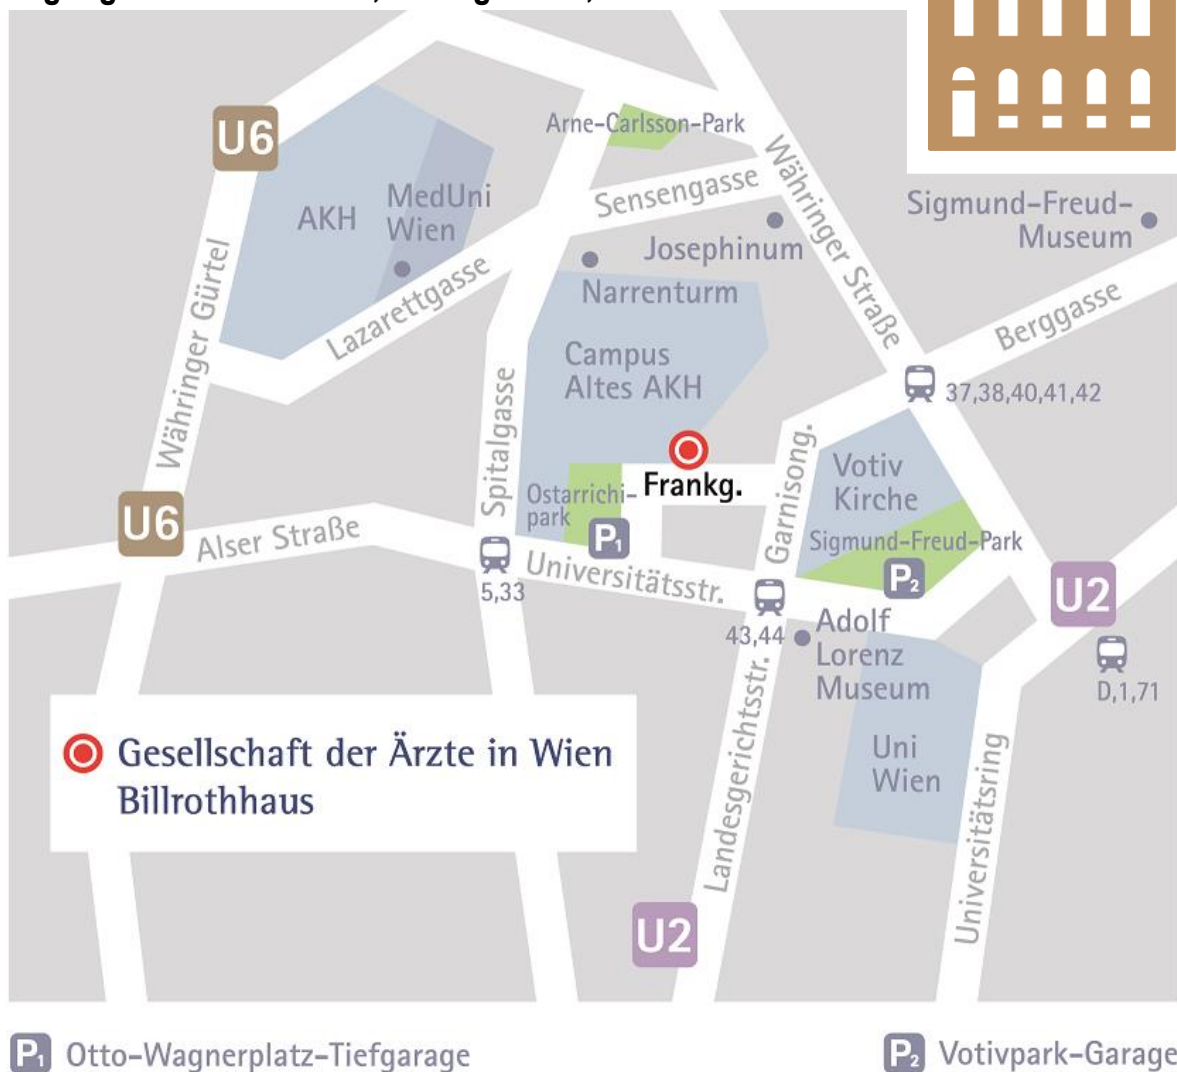 U6
Arne-Carlsson-Park
AKH
MedUni
Wien
Sensengasse
Währinger Straße
Sigmund-Freud-
Museum
Josephinum
Narrenturm
Lazarettgasse
Währinger Gürtel
Berggasse
Campus
Altes AKH
37,38,40,41,42
Spitalgasse
Garnisong.
Votiv
Kirche
Frankg.
Ostarrichi-
park
P1
U6
Alser Straße
Sigmund-Freud-Park
P2
Universitätsstr.
5,33
U2
43,44
Adolf
Lorenz
Museum
D,1,71
Landesgerichtsstr.
Uni
Wien
Universitätsring
Gesellschaft der Ärzte in Wien
Billrothhaus
U2
P1 Otto-Wagnerplatz-Tiefgarage
P2 Votivpark-Garage